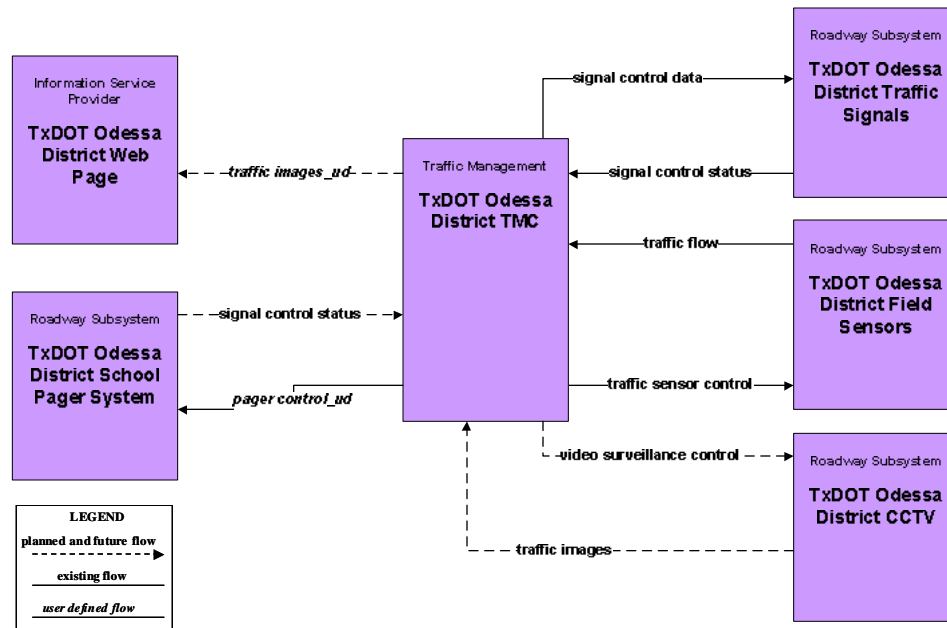 Information Service
Provider
TxDOT Odessa
District Web
Page
traffic images_ud
Roadway Subsystem
TxDOT Odessa
District School
Pager System
signal control status
pager control_ud
Traffic Management
TxDOT Odessa
District TMC
signal control data
signal control status
traffic flow
traffic sensor control
video surveillance control
traffic images
Roadway Subsystem
TxDOT Odessa
District Traffic
Signals
Roadway Subsystem
TxDOT Odessa
District Field
Sensors
Roadway Subsystem
TxDOT Odessa
District CCTV
LEGEND
planned and future flow
existing flow
user defined flow